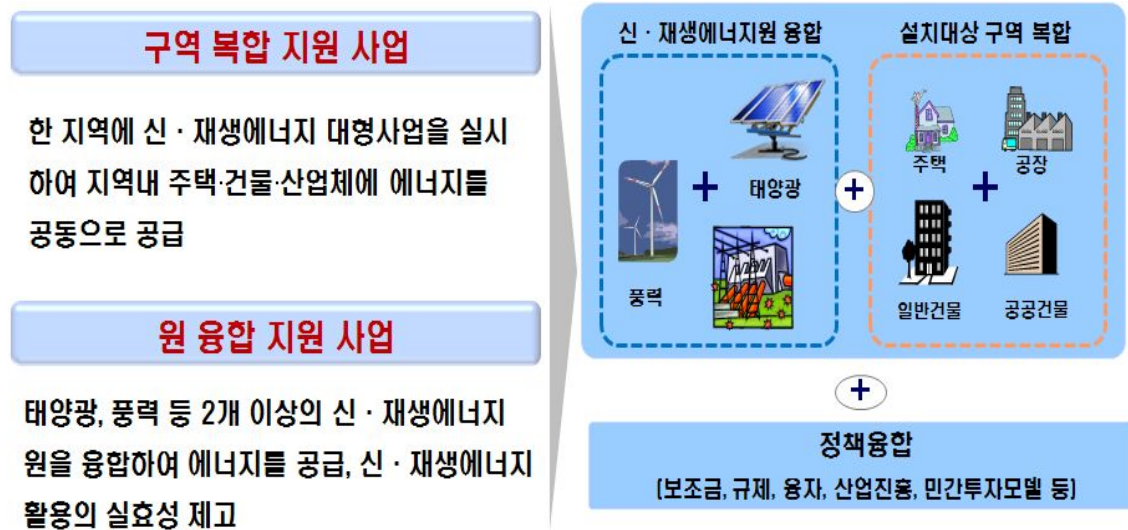 구역 복합 지원 사업
한 지역에 신 · 재생에너지 대형사업을 실시
하여 지역내 주택·건물·산업체에 에너지를
공동으로 공급
원 융합 지원 사업
태양광, 풍력 등 2개 이상의 신 · 재생에너지
원을 융합하여 에너지를 공급, 신 · 재생에너지
활용의 실효성 제고
신 · 재생에너지원 융합
태양광
풍력
설치대상 구역 복합
주택
공장
일반건물
공공건물
정책융합
(보조금, 규제, 융자, 산업진흥, 민간투자모델 등)